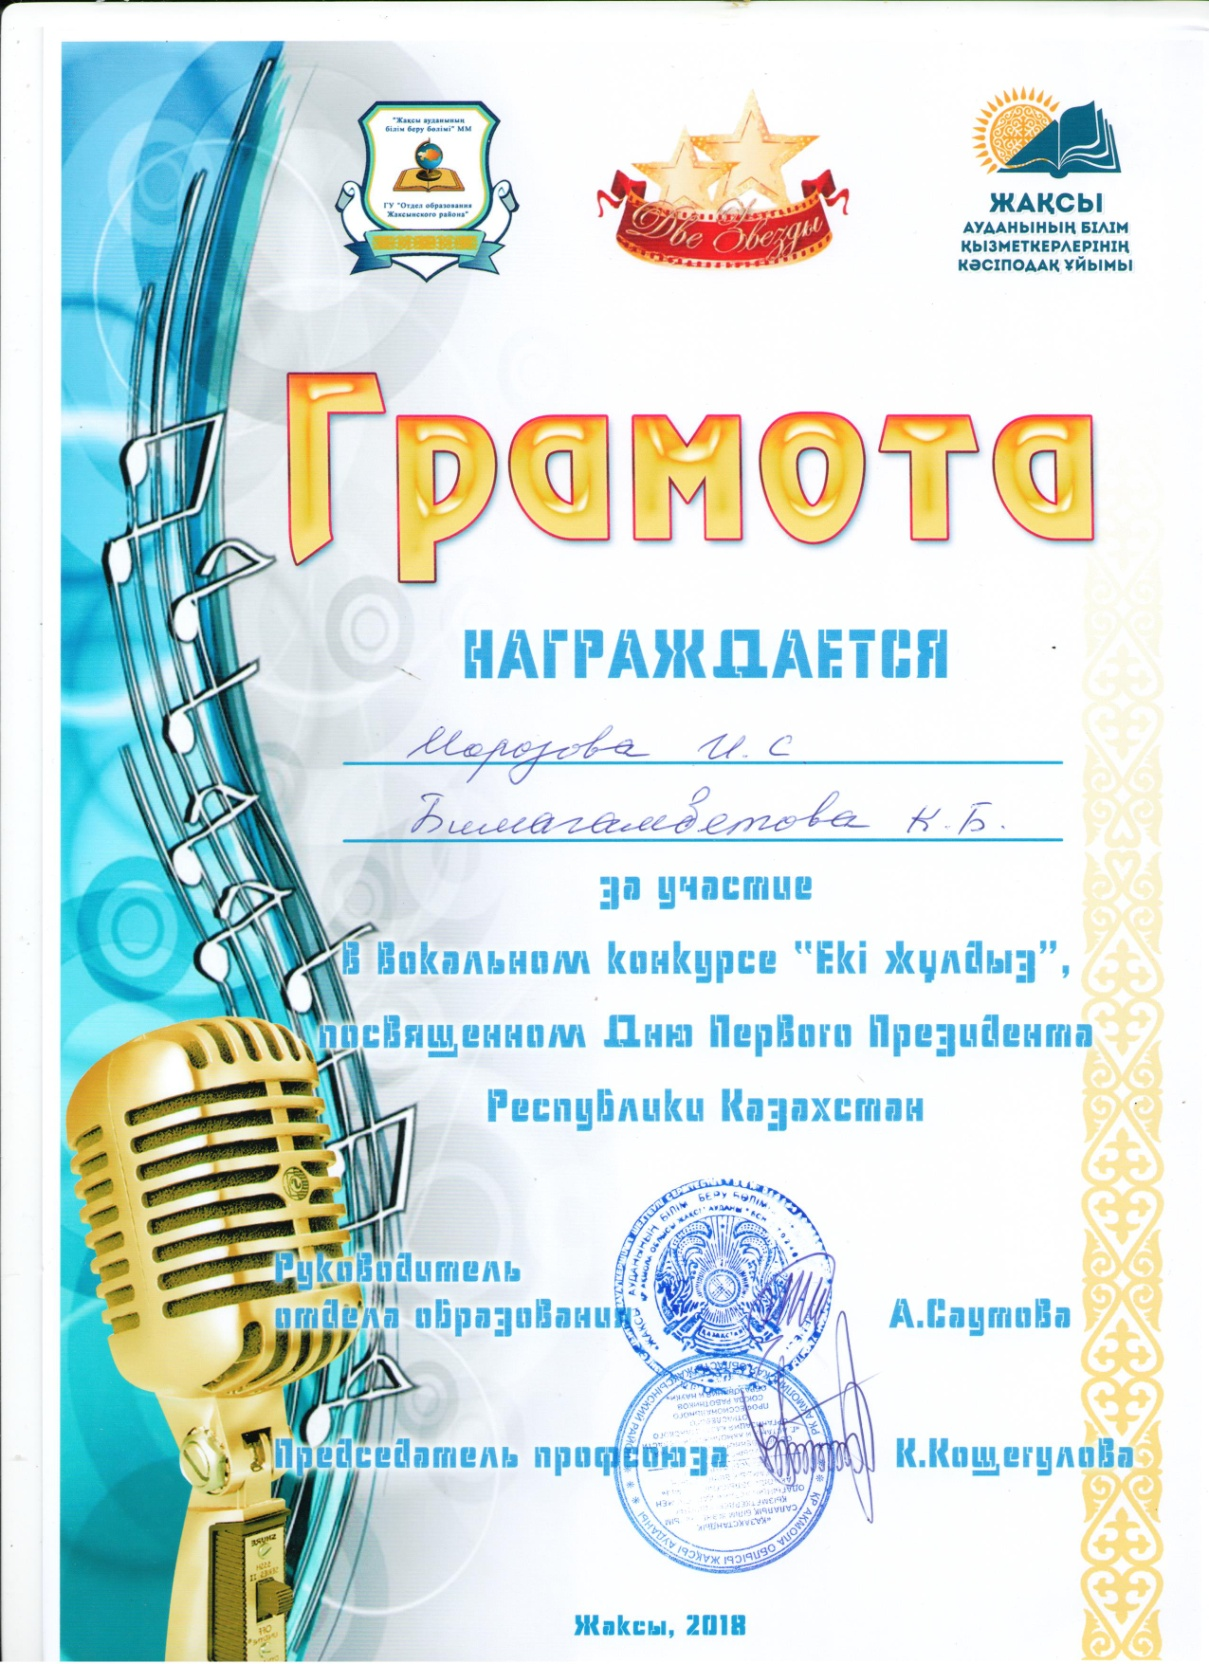 "Жақсы ауданының
білім беру бөлімі" ММ
ГУ "Отдел образования
Жаксынского района"
Две Звезды
ЖАҚСЫ
АУДАНЫНЫҢ БІЛІМ
ҚЫЗМЕТКЕРЛЕРІНІҢ
КӘСІПОДАҚ ҰЙЫМЫ
Грамота
НАГРАЖДАЕТСЯ
Морозова И.С
Бимагамбетова К.Б.
за участие
в вокальном конкурсе “Екі жұлдыз”,
посвященном Дню Первого Президента
Республики Казахстан
Руководитель
отдела образования
А.Саутова
Председатель профсоюза
К.Кощегулова
Жаксы, 2018